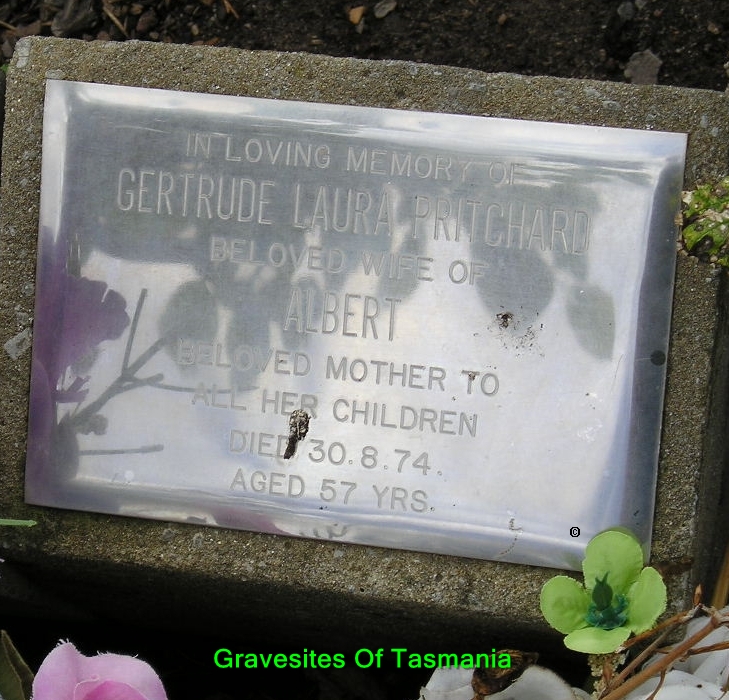 IN LOVING MEMORY OF
GERTRUDE LAURA PRITCHARD
BELOVED WIFE OF
ALBERT
BELOVED MOTHER TO
ALL HER CHILDREN
DIED 30.8.74.
AGED 57 YRS.
©
Gravesites Of Tasmania